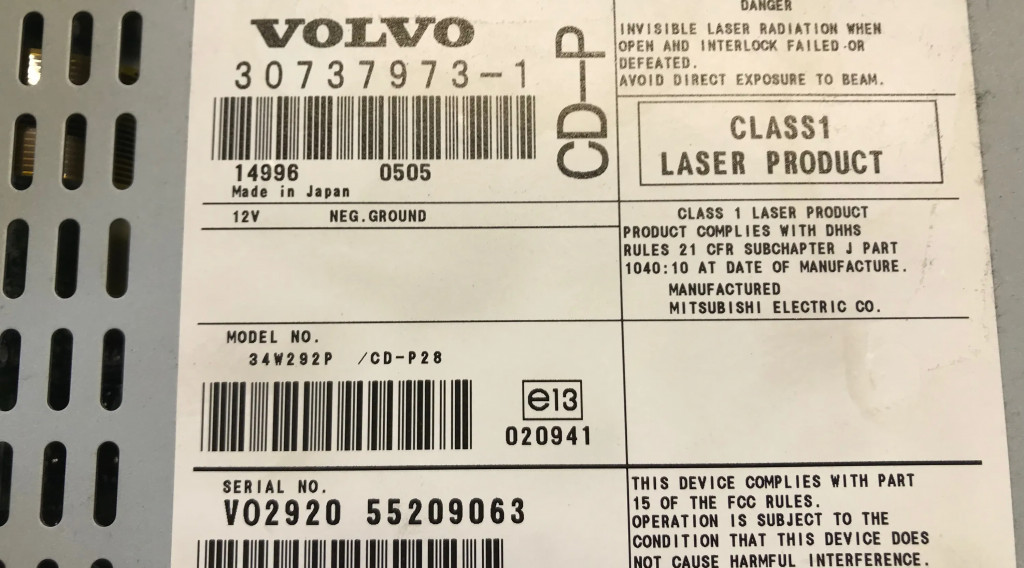 VOLVO
30737973-1
14996 0505
Made in Japan
CD-P
12V NEG.GROUND
MODEL NO.
34W292P /CD-P28
e13
020941
SERIAL NO.
VO2920 55209063
DANGER
INVISIBLE LASER RADIATION WHEN
OPEN AND INTERLOCK FAILED OR
DEFEATED.
AVOID DIRECT EXPOSURE TO BEAM.
CLASS1
LASER PRODUCT
CLASS 1 LASER PRODUCT
PRODUCT COMPLIES WITH DHHS
RULES 21 CFR SUBCHAPTER J PART
1040:10 AT DATE OF MANUFACTURE.
MANUFACTURED
MITSUBISHI ELECTRIC CO.
THIS DEVICE COMPLIES WITH PART
15 OF THE FCC RULES.
OPERATION IS SUBJECT TO THE
CONDITION THAT THIS DEVICE DOES
NOT CAUSE HARMFUL INTERFERENCE.